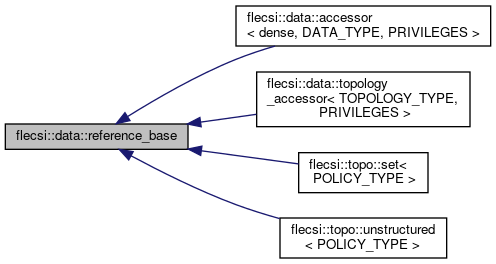 flecsi::data::accessor
< dense, DATA_TYPE, PRIVILEGES >
flecsi::data::topology
_accessor< TOPOLOGY_TYPE,
PRIVILEGES >
flecsi::data::reference_base
flecsi::topo::set<
POLICY_TYPE >
flecsi::topo::unstructured
< POLICY_TYPE >